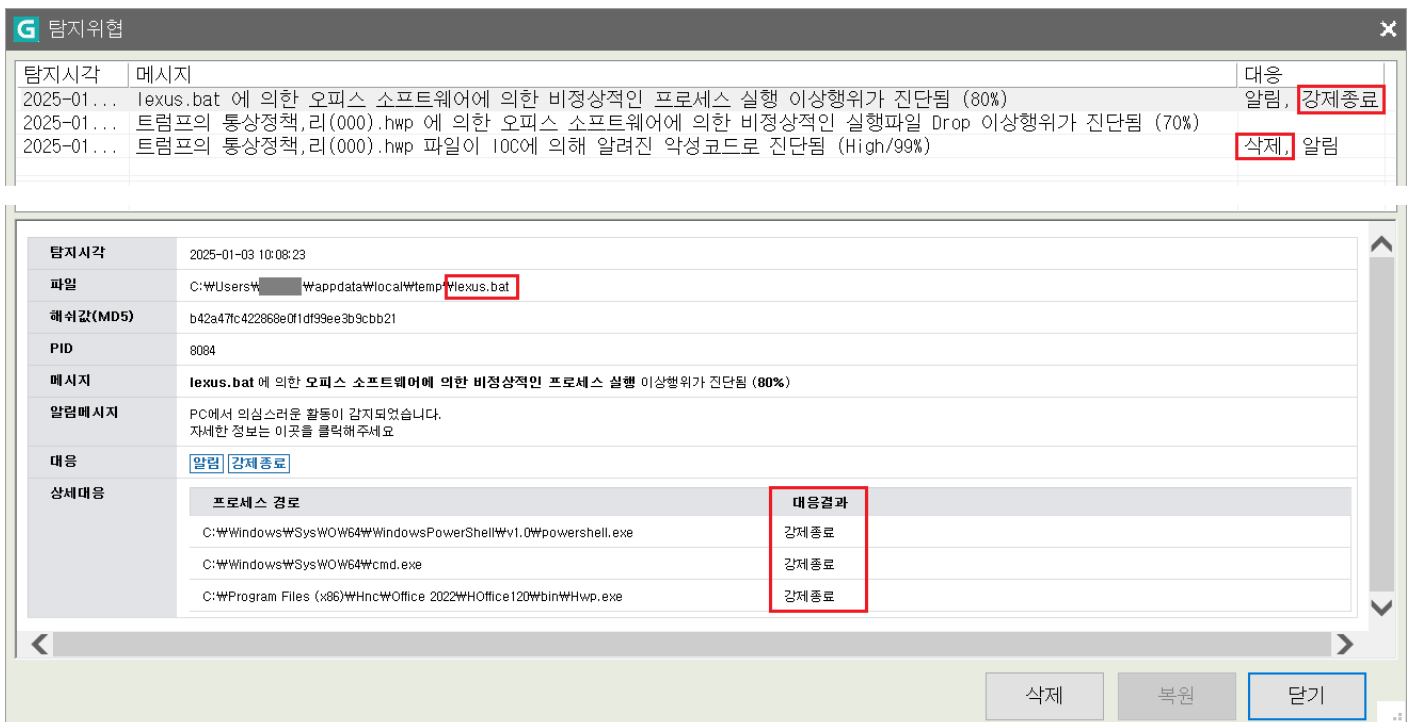 G 탐지위협
탐지시각 메시지 대응
2025-01... lexus.bat 에 의한 오피스 소프트웨어에 의한 비정상적인 프로세스 실행 이상행위가 진단됨 (80%) 알림, 강제종료
2025-01... 트럼프의 통상정책,리(000).hwp 에 의한 오피스 소프트웨어에 의한 비정상적인 실행파일 Drop 이상행위가 진단됨 (70%)
2025-01... 트럼프의 통상정책,리(000).hwp 파일이 IOC에 의해 알려진 악성코드로 진단됨 (High/99%) 삭제, 알림
탐지시각 2025-01-03 10:08:23
파일 C:₩Users₩ ₩appdata₩local₩temp₩lexus.bat
해쉬값(MD5) b42a47fc422868e0f1df99ee3b9cbb21
PID 8084
메시지 lexus.bat 에 의한 오피스 소프트웨어에 의한 비정상적인 프로세스 실행 이상행위가 진단됨 (80%)
알림메시지 PC에서 의심스러운 활동이 감지되었습니다.
자세한 정보는 이곳을 클릭해주세요
대응 알림 강제종료
상세대응 프로세스 경로 대응결과
C:₩Windows₩SysWOW64₩WindowsPowerShell₩v1.0₩powershell.exe 강제종료
C:₩Windows₩SysWOW64₩cmd.exe 강제종료
C:₩Program Files (x86)₩Hnc₩Office 2022₩HOffice120₩bin₩Hwp.exe 강제종료
삭제 복원 닫기